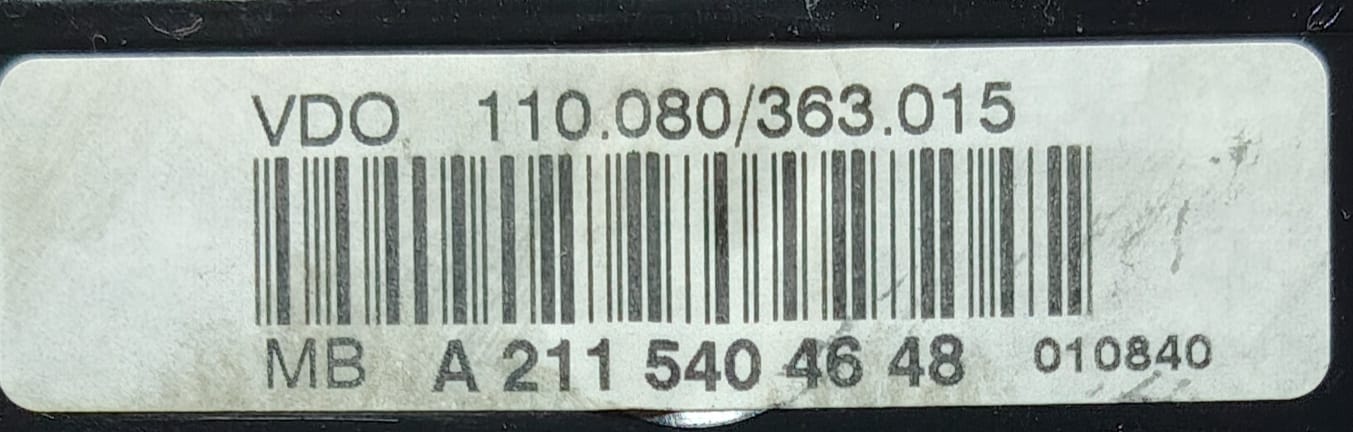 VDO 110.080/363.015
MB A 211 540 46 48 010840